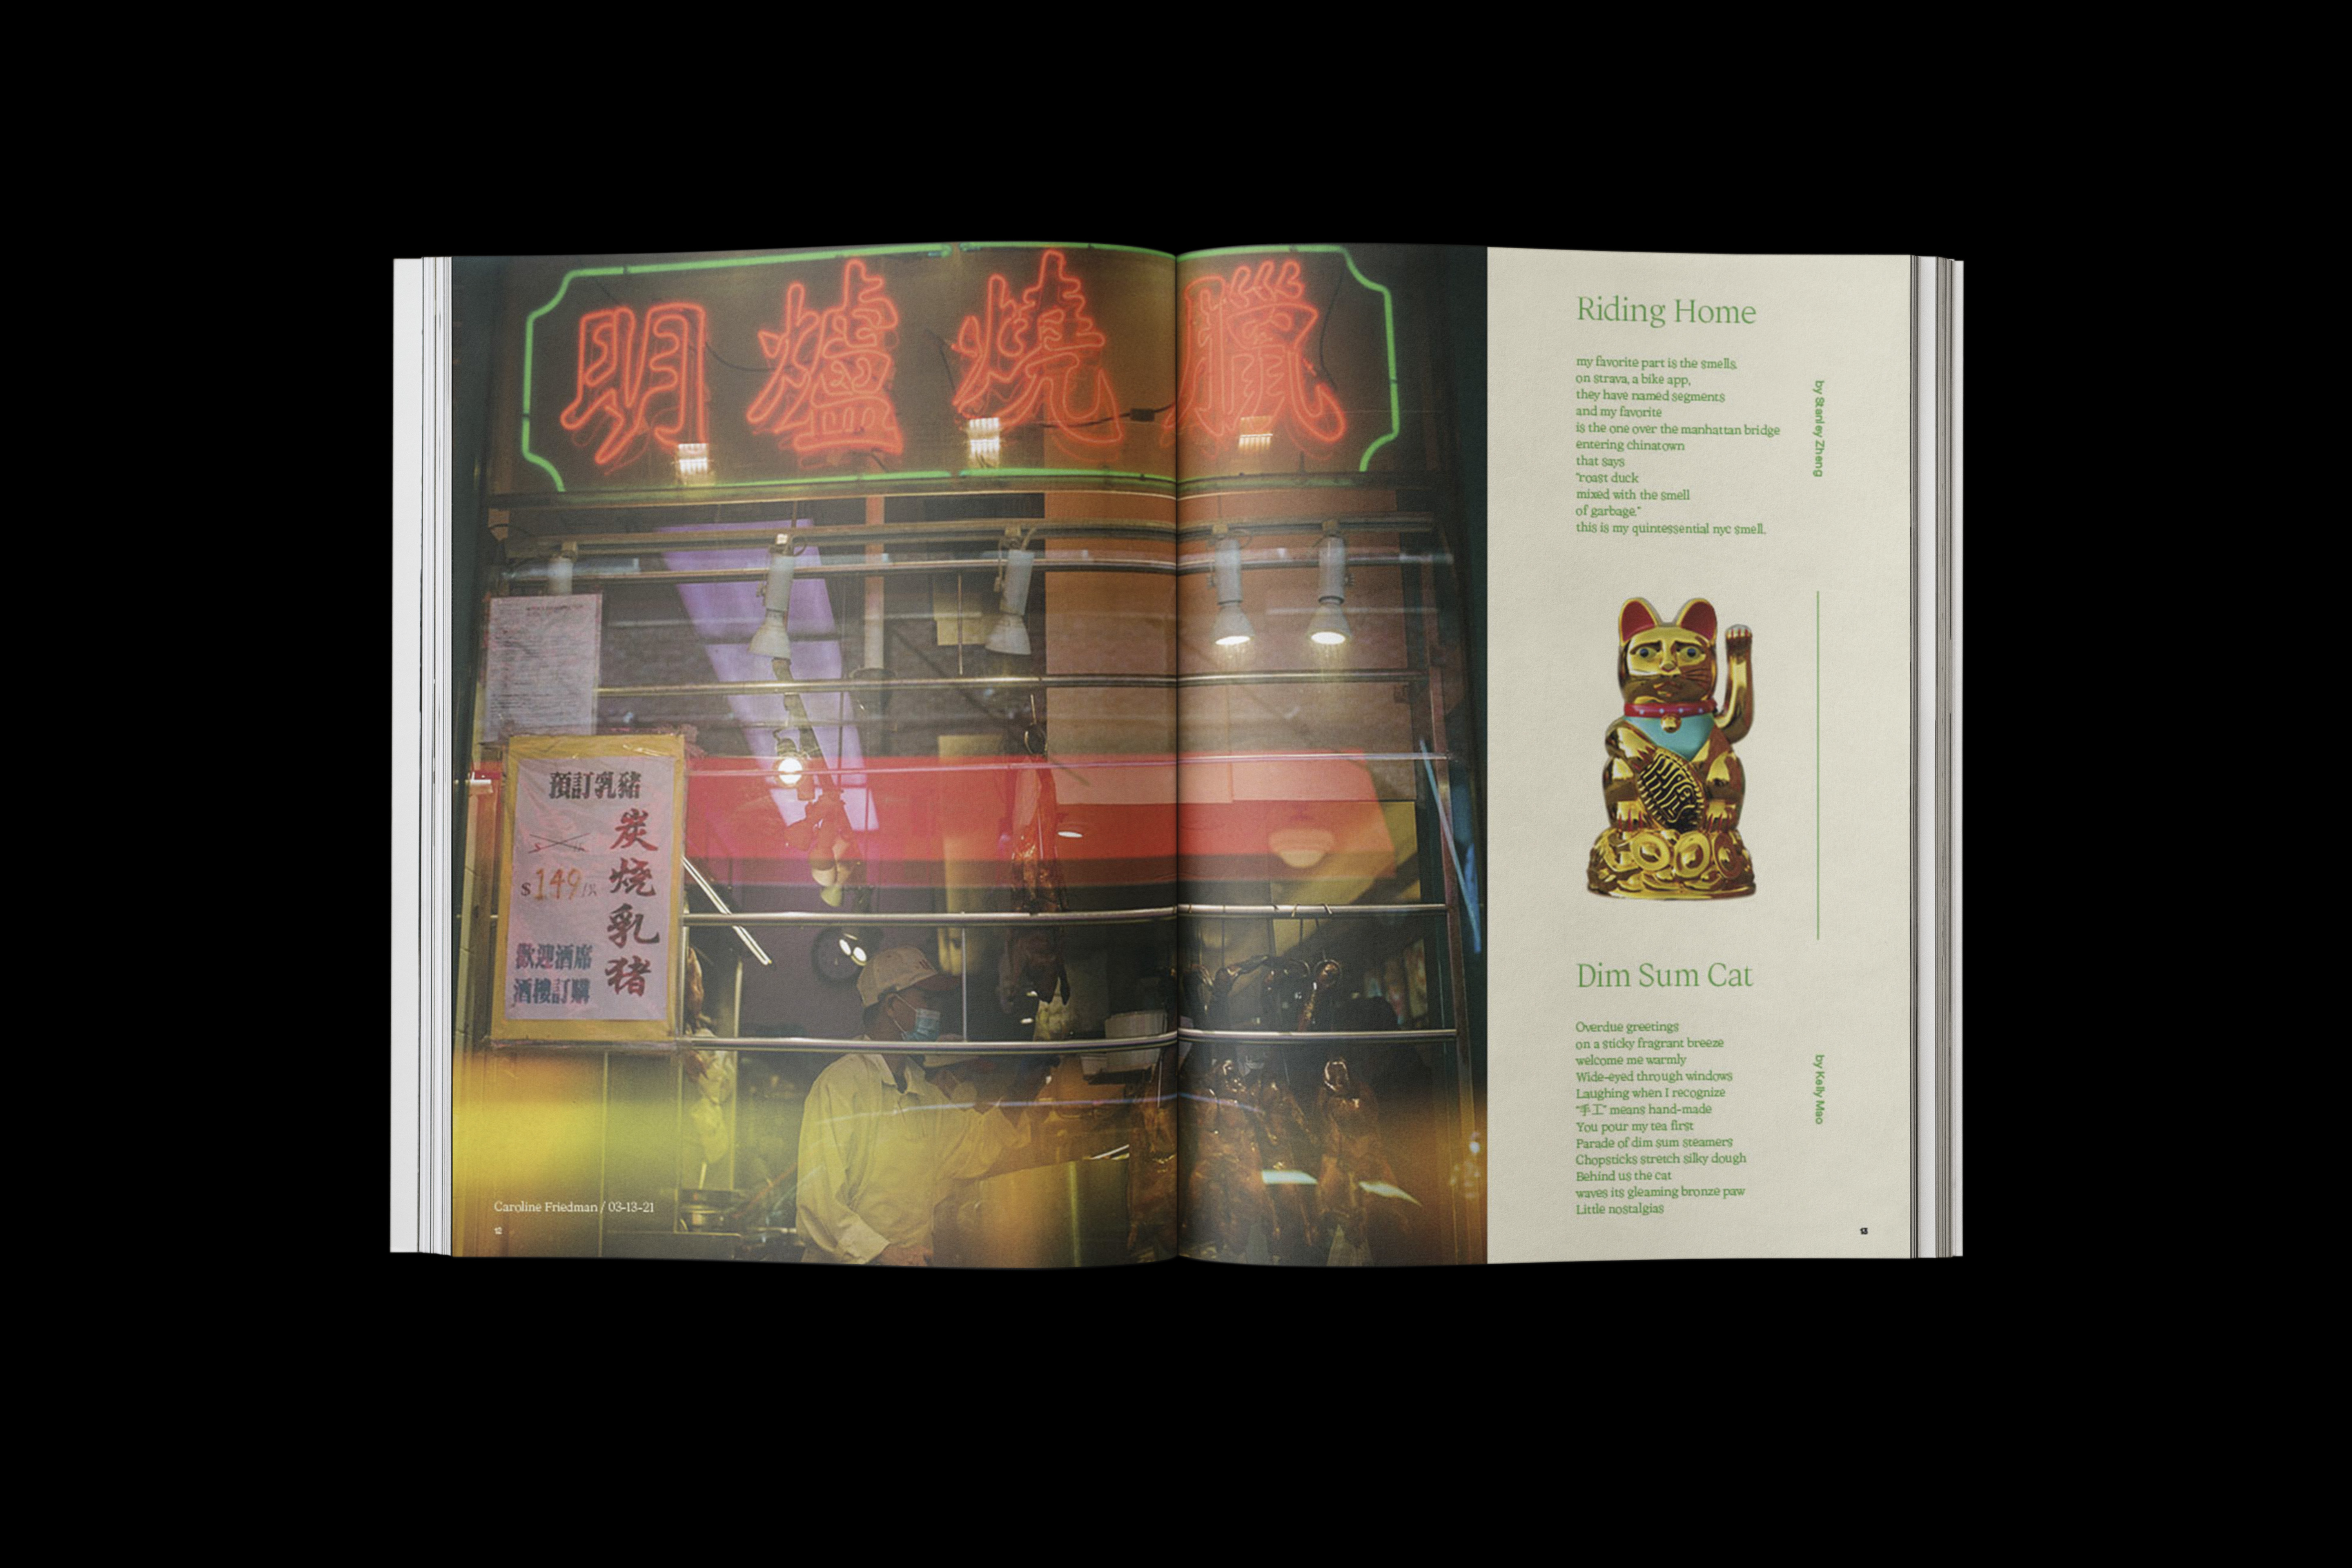 明爐燒臘
預訂乳豬
炭燒乳猪
$149/只
歡迎酒席
酒樓訂購
Caroline Friedman / 03-13-21
12
Riding Home
by Stanley Zheng
my favorite part is the smells.
on strava, a bike app,
they have named segments
and my favorite
is the one over the manhattan bridge
entering chinatown
that says
"roast duck
mixed with the smell
of garbage."
this is my quintessential nyc smell.
Dim Sum Cat
by Kelly Mao
Overdue greetings
on a sticky fragrant breeze
welcome me warmly
Wide-eyed through windows
Laughing when I recognize
"手工" means hand-made
You pour my tea first
Parade of dim sum steamers
Chopsticks stretch silky dough
Behind us the cat
waves its gleaming bronze paw
Little nostalgias
13